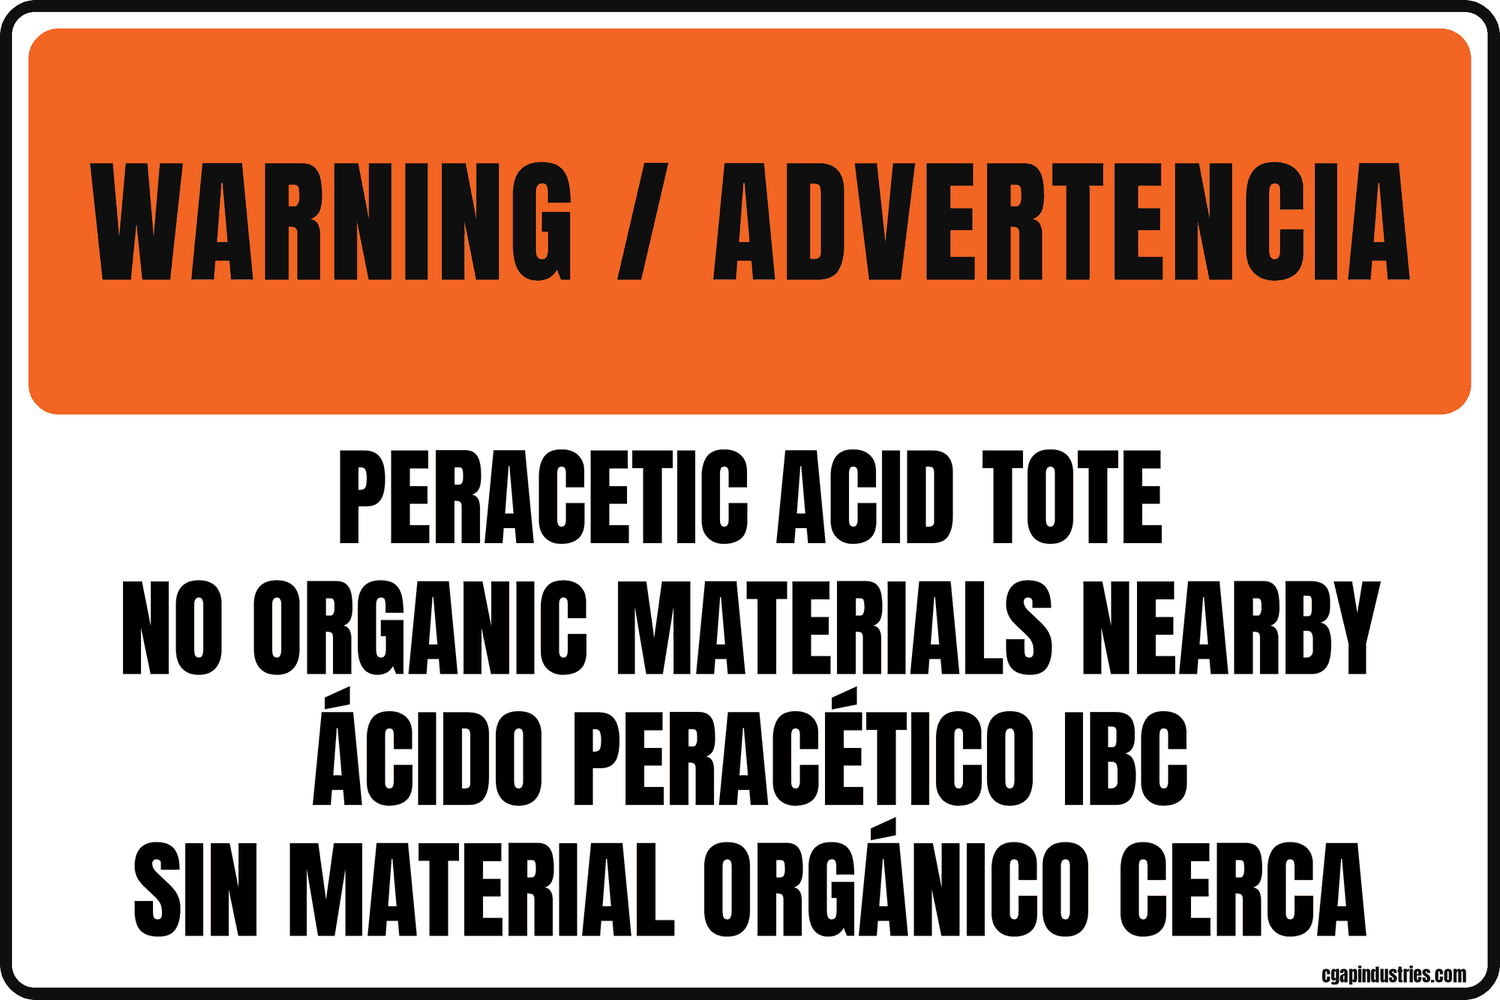 WARNING / ADVERTENCIA
PERACETIC ACID TOTE
NO ORGANIC MATERIALS NEARBY
ÁCIDO PERACÉTICO IBC
SIN MATERIAL ORGÁNICO CERCA
cgapindustries.com